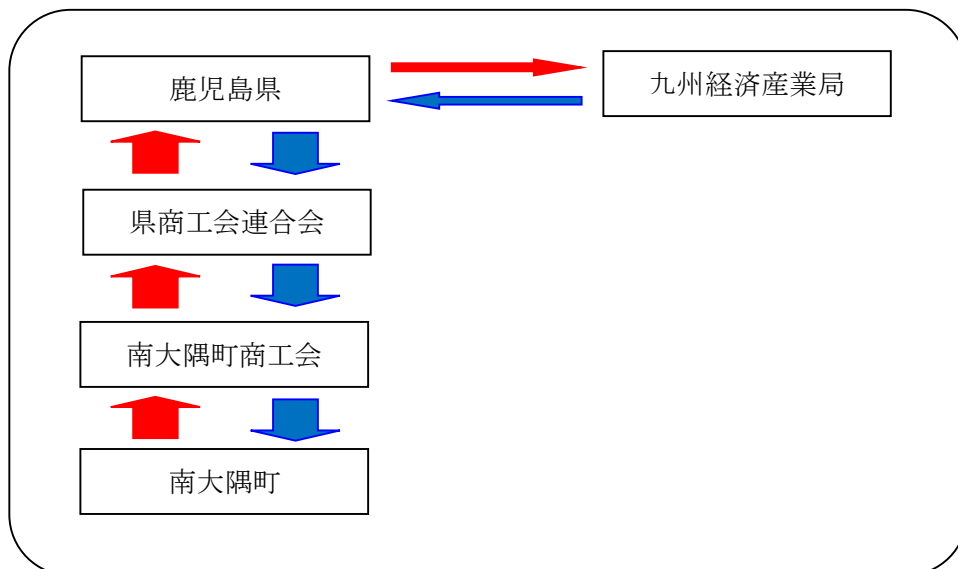 鹿児島県
九州経済産業局
県商工会連合会
南大隅町商工会
南大隅町